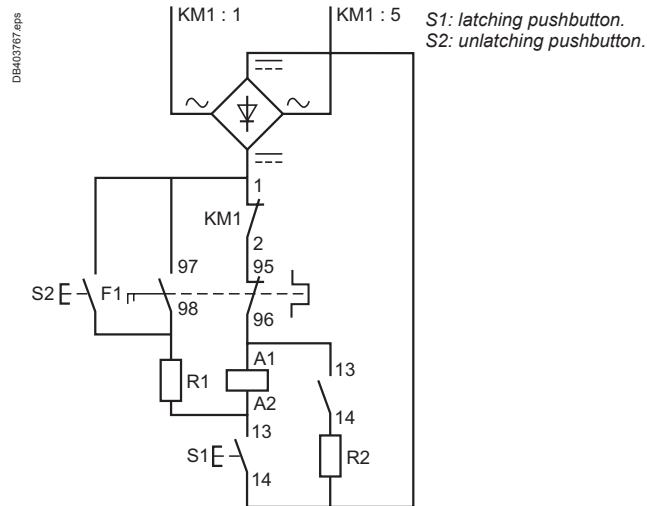 DB403767.eps
KM1 : 1
KM1 : 5
S1: latching pushbutton.
S2: unlatching pushbutton.
1
KM1
2
97
95
S2
F1
98
96
R1
A1
A2
13
14
R2
13
S1
14